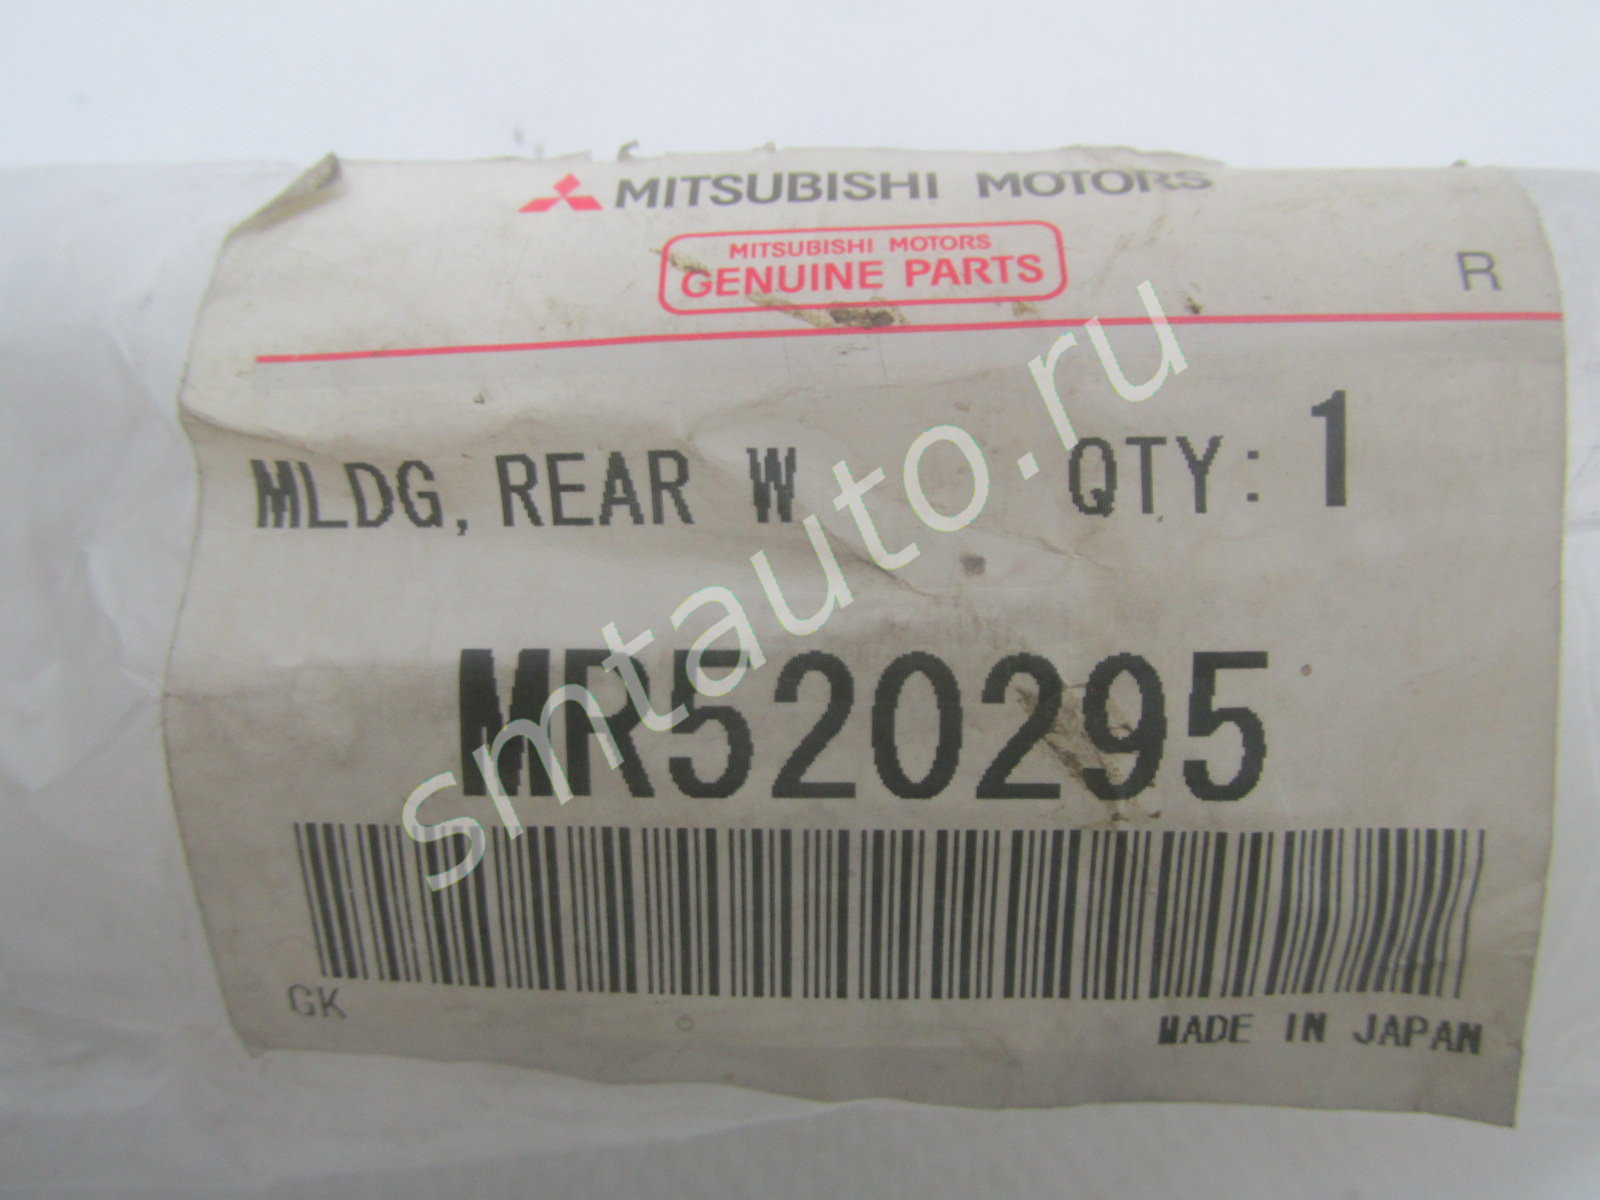 MITSUBISHI MOTORS
MITSUBISHI MOTORS
GENUINE PARTS
R
MLDG, REAR W QTY: 1
MR520295
GK
MADE IN JAPAN
smtauto.ru